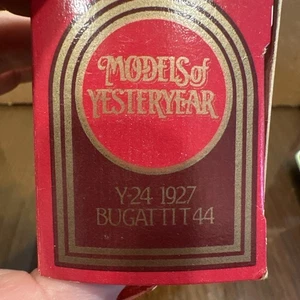 MODELS of
YESTERYEAR
Y-24 1927
BUGATTI T44